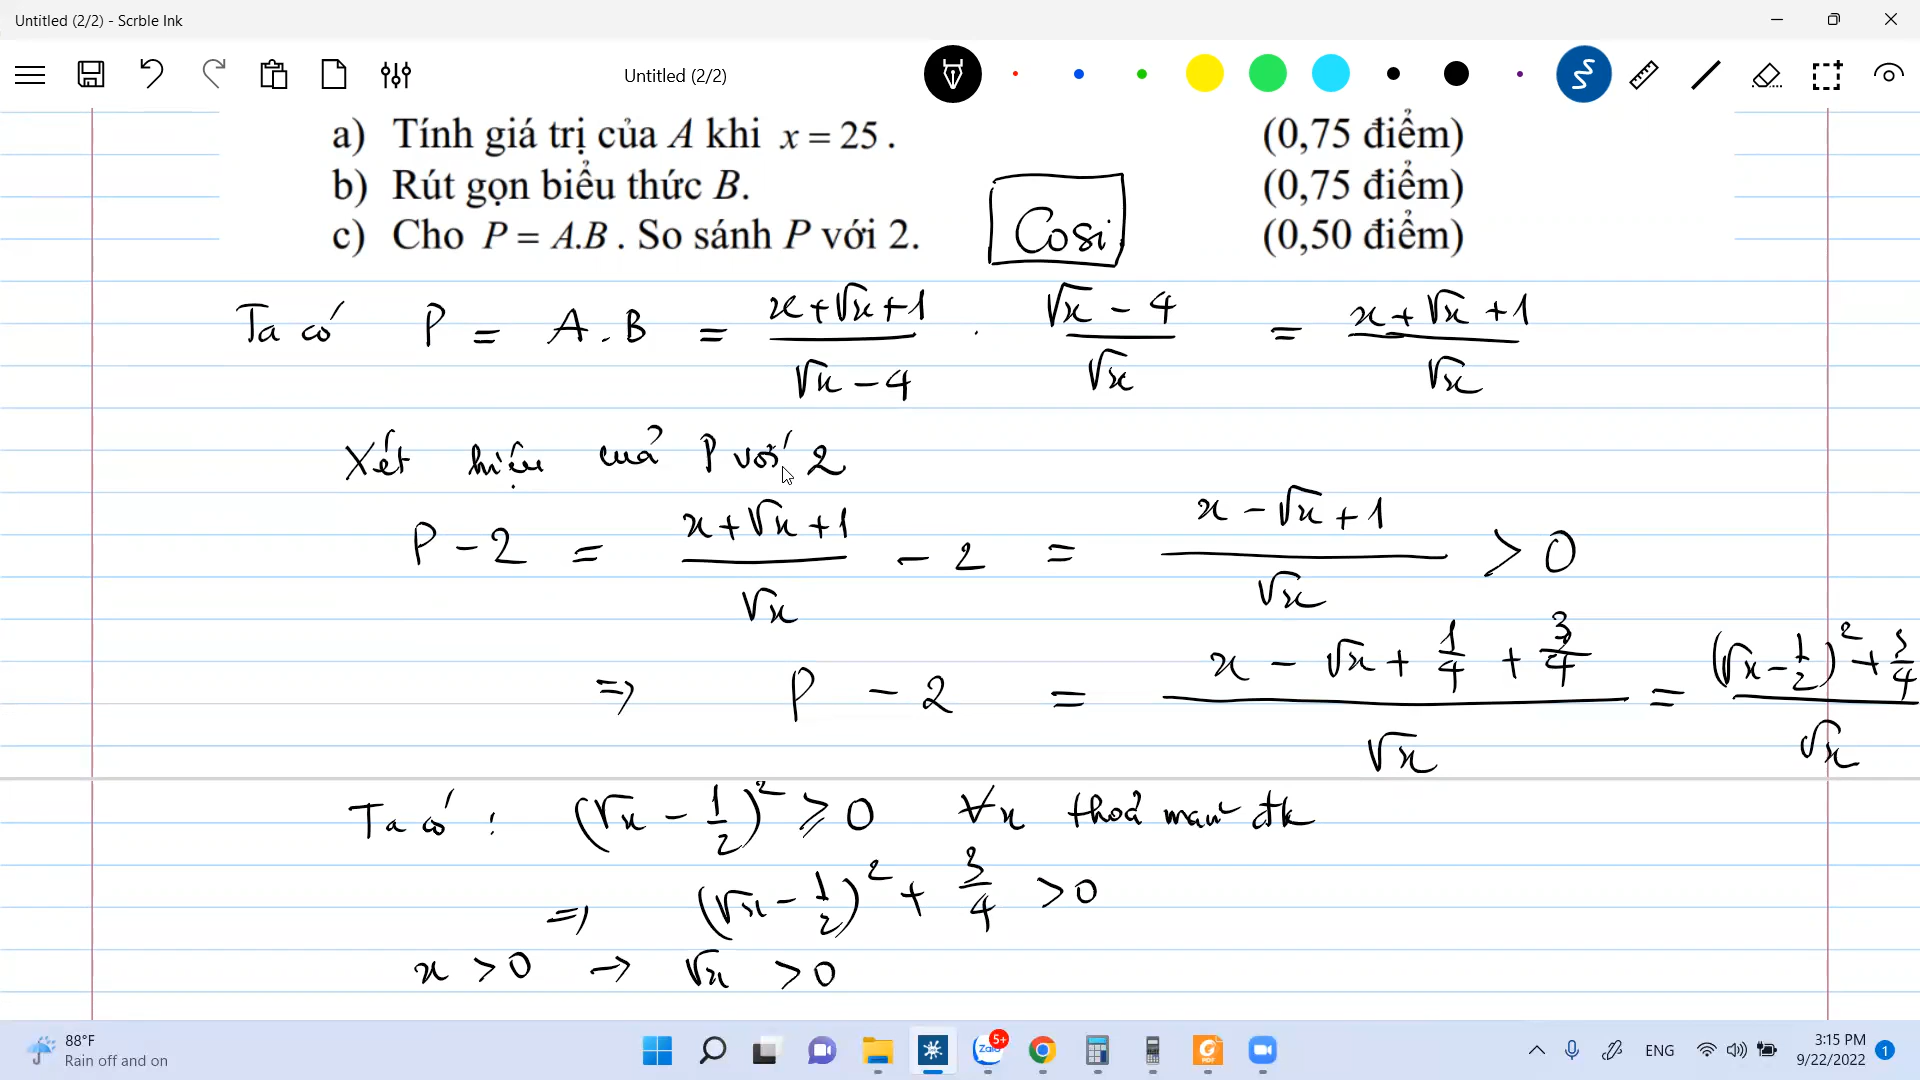 Untitled (2/2) - Scrble Ink
Untitled (2/2)
a) Tính giá trị của A khi x = 25 . (0,75 điểm)
b) Rút gọn biểu thức B. (0,75 điểm)
c) Cho P = A.B . So sánh P với 2. (0,50 điểm)
Cosi
Ta có P = A . B = (x+√x+1)/(√x−4) . (√x−4)/√x = (x+√x+1)/√x
Xét hiệu của P với 2
P − 2 = (x+√x+1)/√x − 2 = (x−√x+1)/√x > 0
=> P − 2 = (x − √x + 1/4 + 3/4)/√x = ((√x−1/2)² + 3/4)/√x
Ta có : (√x − 1/2)² ⩾ 0 ∀x thoả mãn đk
=> (√x − 1/2)² + 3/4 > 0
x > 0 → √x > 0
88°F
Rain off and on
5+
Zalo
PDF
ENG
3:15 PM
9/22/2022
1